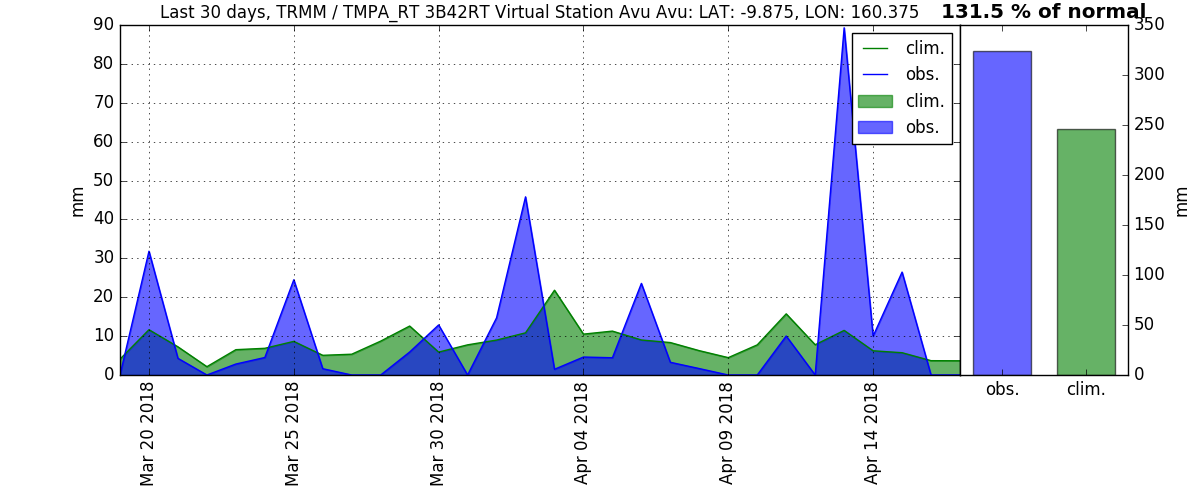 Last 30 days, TRMM / TMPA_RT 3B42RT Virtual Station Avu Avu: LAT: -9.875, LON: 160.375
131.5 % of normal
90
80
70
60
50
40
30
20
10
0
mm
clim.
obs.
clim.
obs.
Mar 20 2018
Mar 25 2018
Mar 30 2018
Apr 04 2018
Apr 09 2018
Apr 14 2018
350
300
250
200
150
100
50
0
mm
obs.
clim.